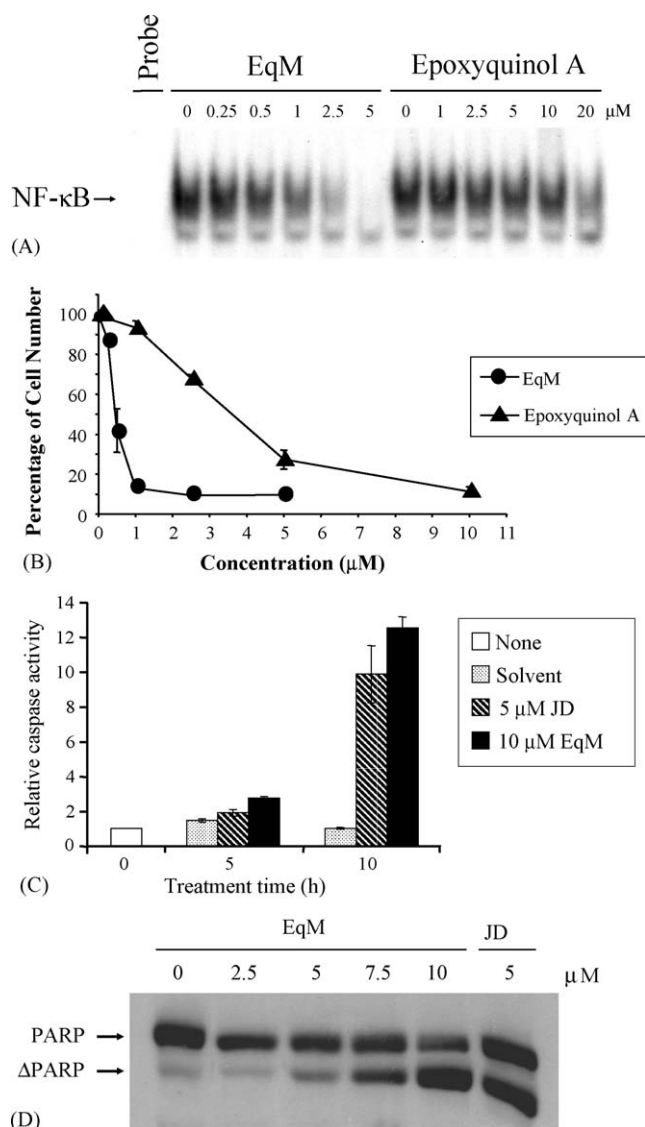 Probe
EqM Epoxyquinol A
0 0.25 0.5 1 2.5 5 0 1 2.5 5 10 20 μM
NF-κB→
(A)
Percentage of Cell Number
100
80
60
40
20
0
EqM
Epoxyquinol A
0 1 2 3 4 5 6 7 8 9 10 11
Concentration (μM)
(B)
Relative caspase activity
14
12
10
8
6
4
2
0
None
Solvent
5 μM JD
10 μM EqM
0 5 10
Treatment time (h)
(C)
EqM JD
0 2.5 5 7.5 10 5 μM
PARP →
ΔPARP →
(D)